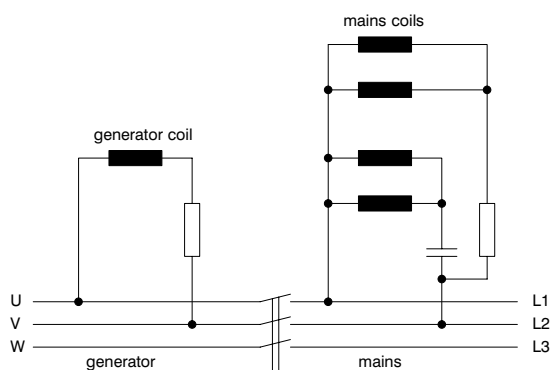 mains coils
generator coil
U L1
V L2
W L3
generator mains